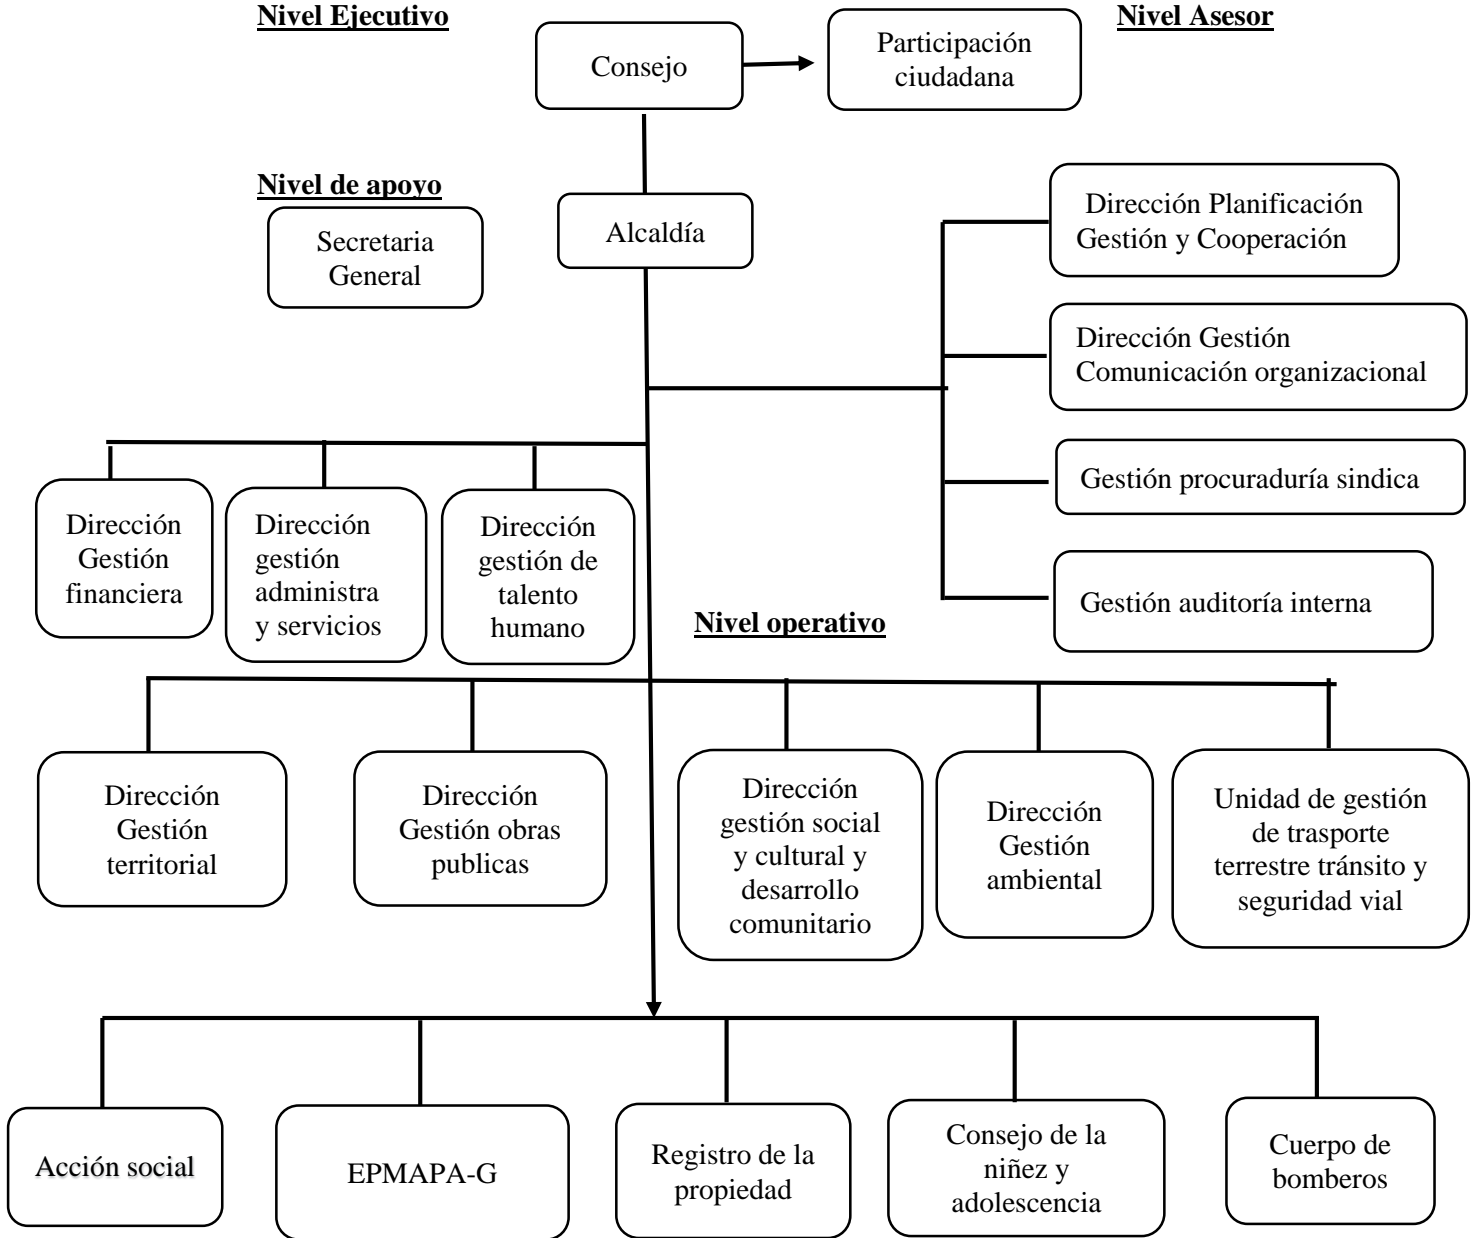 Nivel Ejecutivo
Nivel Asesor
Consejo
Participación
ciudadana
Nivel de apoyo
Secretaria
General
Alcaldía
Dirección Planificación
Gestión y Cooperación
Dirección Gestión
Comunicación organizacional
Gestión procuraduría sindica
Gestión auditoría interna
Dirección
Gestión
financiera
Dirección
gestión
administra
y servicios
Dirección
gestión de
talento
humano
Nivel operativo
Dirección
Gestión
territorial
Dirección
Gestión obras
publicas
Dirección
gestión social
y cultural y
desarrollo
comunitario
Dirección
Gestión
ambiental
Unidad de gestión
de trasporte
terrestre tránsito y
seguridad vial
Acción social
EPMAPA-G
Registro de la
propiedad
Consejo de la
niñez y
adolescencia
Cuerpo de
bomberos